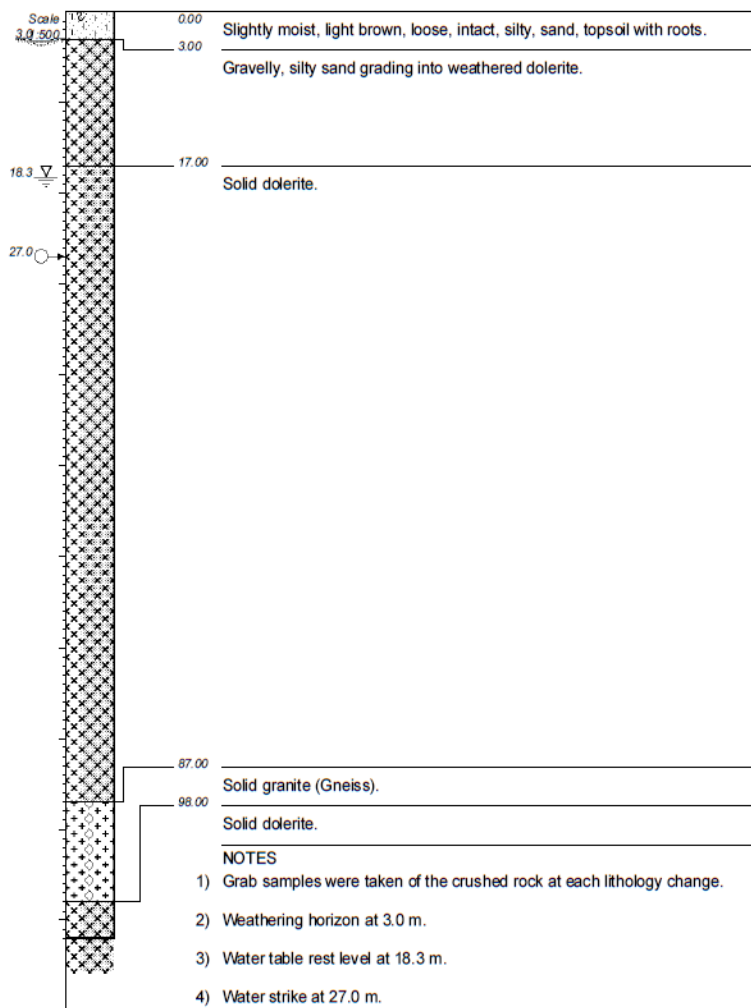 Scale
3.0 1:500
0.00
Slightly moist, light brown, loose, intact, silty, sand, topsoil with roots.
3.00
Gravelly, silty sand grading into weathered dolerite.
17.00
18.3
Solid dolerite.
27.0
87.00
Solid granite (Gneiss).
98.00
Solid dolerite.
NOTES
1) Grab samples were taken of the crushed rock at each lithology change.
2) Weathering horizon at 3.0 m.
3) Water table rest level at 18.3 m.
4) Water strike at 27.0 m.